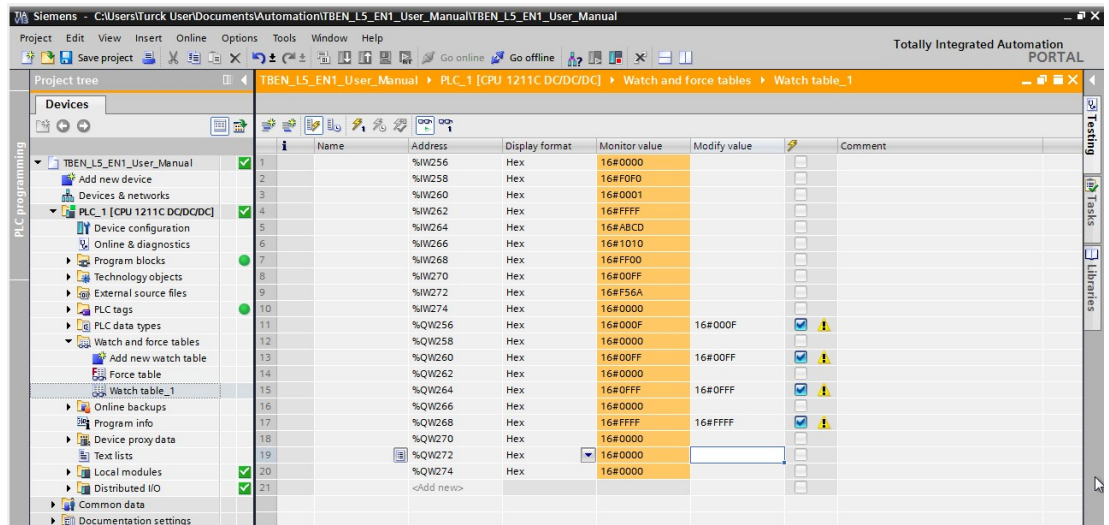 Siemens - C:\Users\Turck User\Documents\Automation\TBEN_L5_EN1_User_Manual\TBEN_L5_EN1_User_Manual
Project Edit View Insert Online Options Tools Window Help
Totally Integrated Automation
PORTAL
Save project Go online Go offline
Project tree
TBEN_L5_EN1_User_Manual PLC_1 [CPU 1211C DC/DC/DC] Watch and force tables Watch table_1
Devices
i Name Address Display format Monitor value Modify value Comment
TBEN_L5_EN1_User_Manual 1 %IW256 Hex 16#0000
Add new device 2 %IW258 Hex 16#F0F0
Devices & networks 3 %IW260 Hex 16#0001
PLC_1 [CPU 1211C DC/DC/DC] 4 %IW262 Hex 16#FFFF
Device configuration 5 %IW264 Hex 16#ABCD
Online & diagnostics 6 %IW266 Hex 16#1010
Program blocks 7 %IW268 Hex 16#FF00
Technology objects 8 %IW270 Hex 16#00FF
External source files 9 %IW272 Hex 16#F56A
PLC tags 10 %IW274 Hex 16#0000
PLC data types 11 %QW256 Hex 16#000F 16#000F
Watch and force tables 12 %QW258 Hex 16#0000
Add new watch table 13 %QW260 Hex 16#00FF 16#00FF
Force table 14 %QW262 Hex 16#0000
Watch table_1 15 %QW264 Hex 16#0FFF 16#0FFF
Online backups 16 %QW266 Hex 16#0000
Program info 17 %QW268 Hex 16#FFFF 16#FFFF
Device proxy data 18 %QW270 Hex 16#0000
Text lists 19 %QW272 Hex 16#0000
Local modules 20 %QW274 Hex 16#0000
Distributed I/O 21 <Add new>
Common data
Documentation settings
PLC programming
Testing
Tasks
Libraries